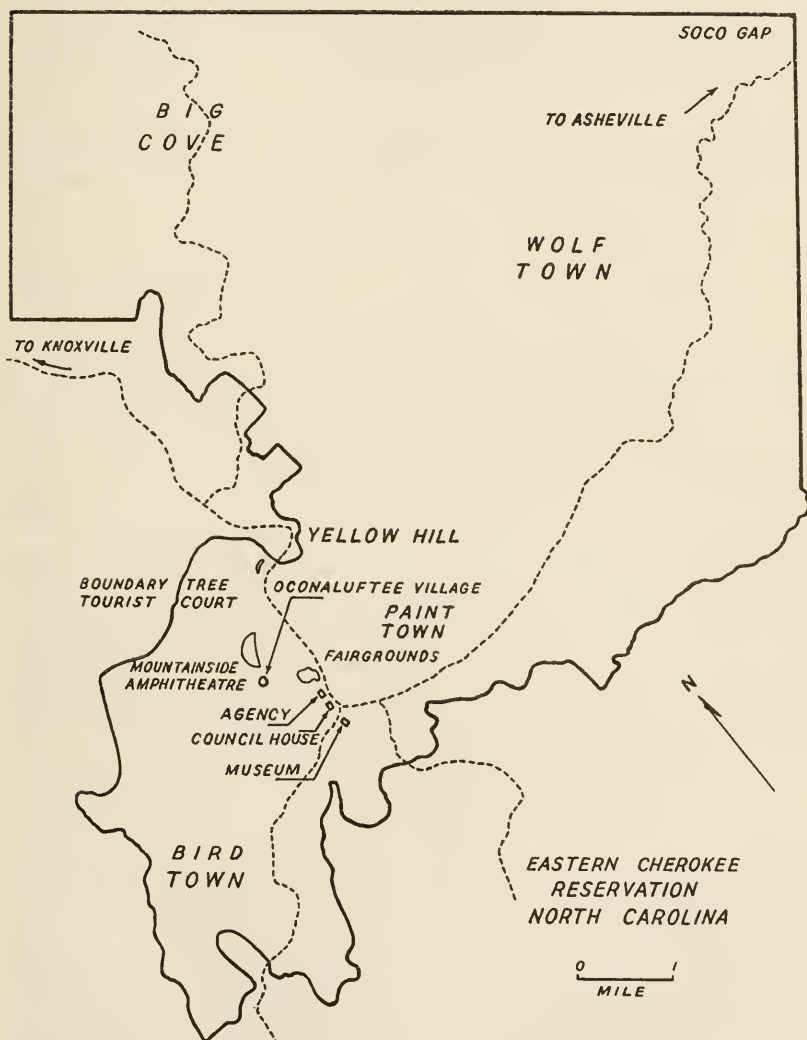 SOCO GAP
BIG
COVE
TO ASHEVILLE
WOLF
TOWN
TO KNOXVILLE
YELLOW HILL
BOUNDARY TREE
TOURIST COURT
OCONALUFTEE VILLAGE
PAINT
TOWN
FAIRGROUNDS
MOUNTAINSIDE
AMPHITHEATRE
AGENCY
COUNCIL HOUSE
MUSEUM
N
BIRD
TOWN
EASTERN CHEROKEE
RESERVATION
NORTH CAROLINA
0 1
MILE